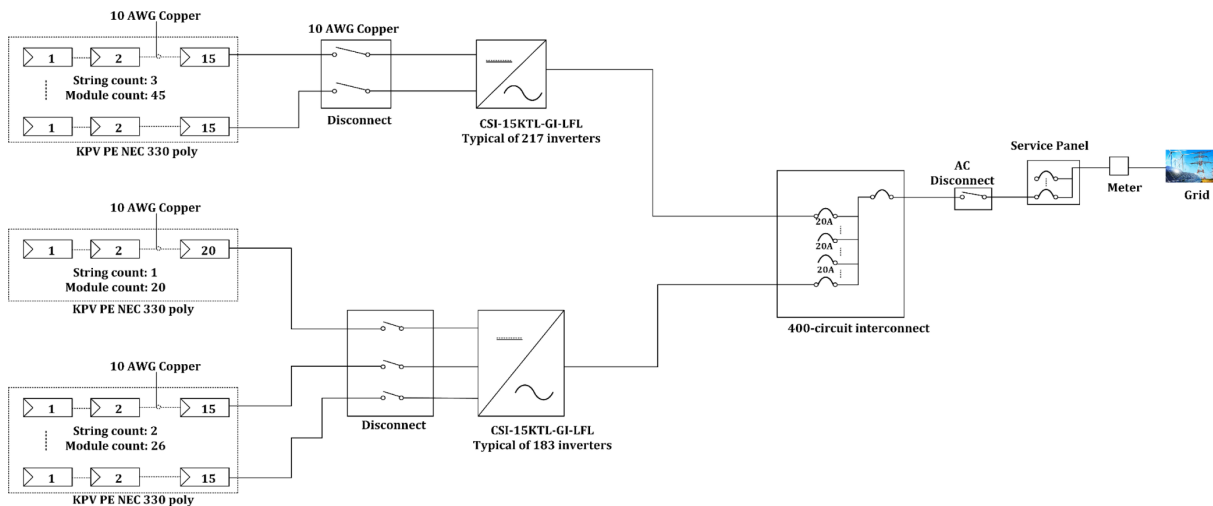 10 AWG Copper
1
2
15
String count: 3
Module count: 45
1
2
15
KPV PE NEC 330 poly
10 AWG Copper
Disconnect
CSI-15KTL-GI-LFL
Typical of 217 inverters
10 AWG Copper
1
2
20
String count: 1
Module count: 20
KPV PE NEC 330 poly
10 AWG Copper
1
2
15
String count: 2
Module count: 26
1
2
15
KPV PE NEC 330 poly
Disconnect
CSI-15KTL-GI-LFL
Typical of 183 inverters
20A
20A
20A
400-circuit interconnect
AC
Disconnect
Service Panel
Meter
Grid